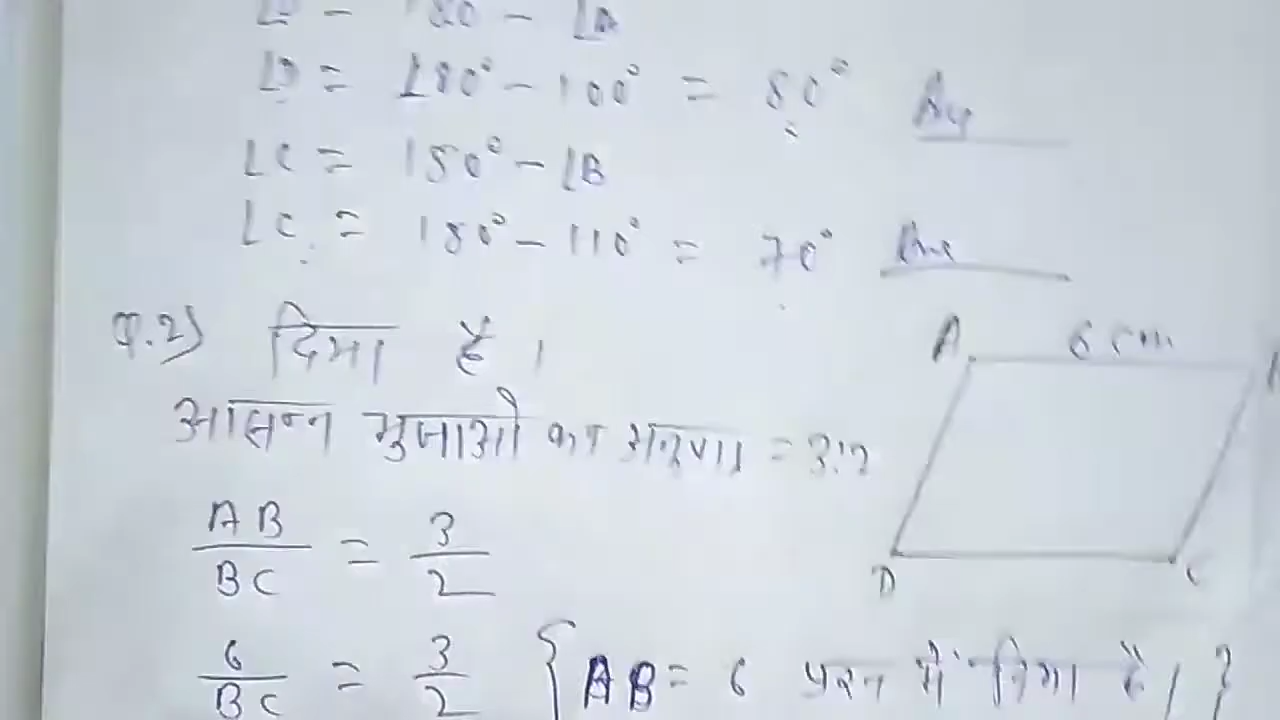 ∠D = 180° - ∠A
∠D = 180° - 100° = 80° Ans
∠C = 180° - ∠B
∠C = 180° - 110° = 70° Ans
Q.2) दिया है ।
A 6 cm
आसन्न भुजाओ का अनुपात = 3:2
AB/BC = 3/2
D C
6/BC = 3/2 { AB = 6 प्रश्न में दिया है । }